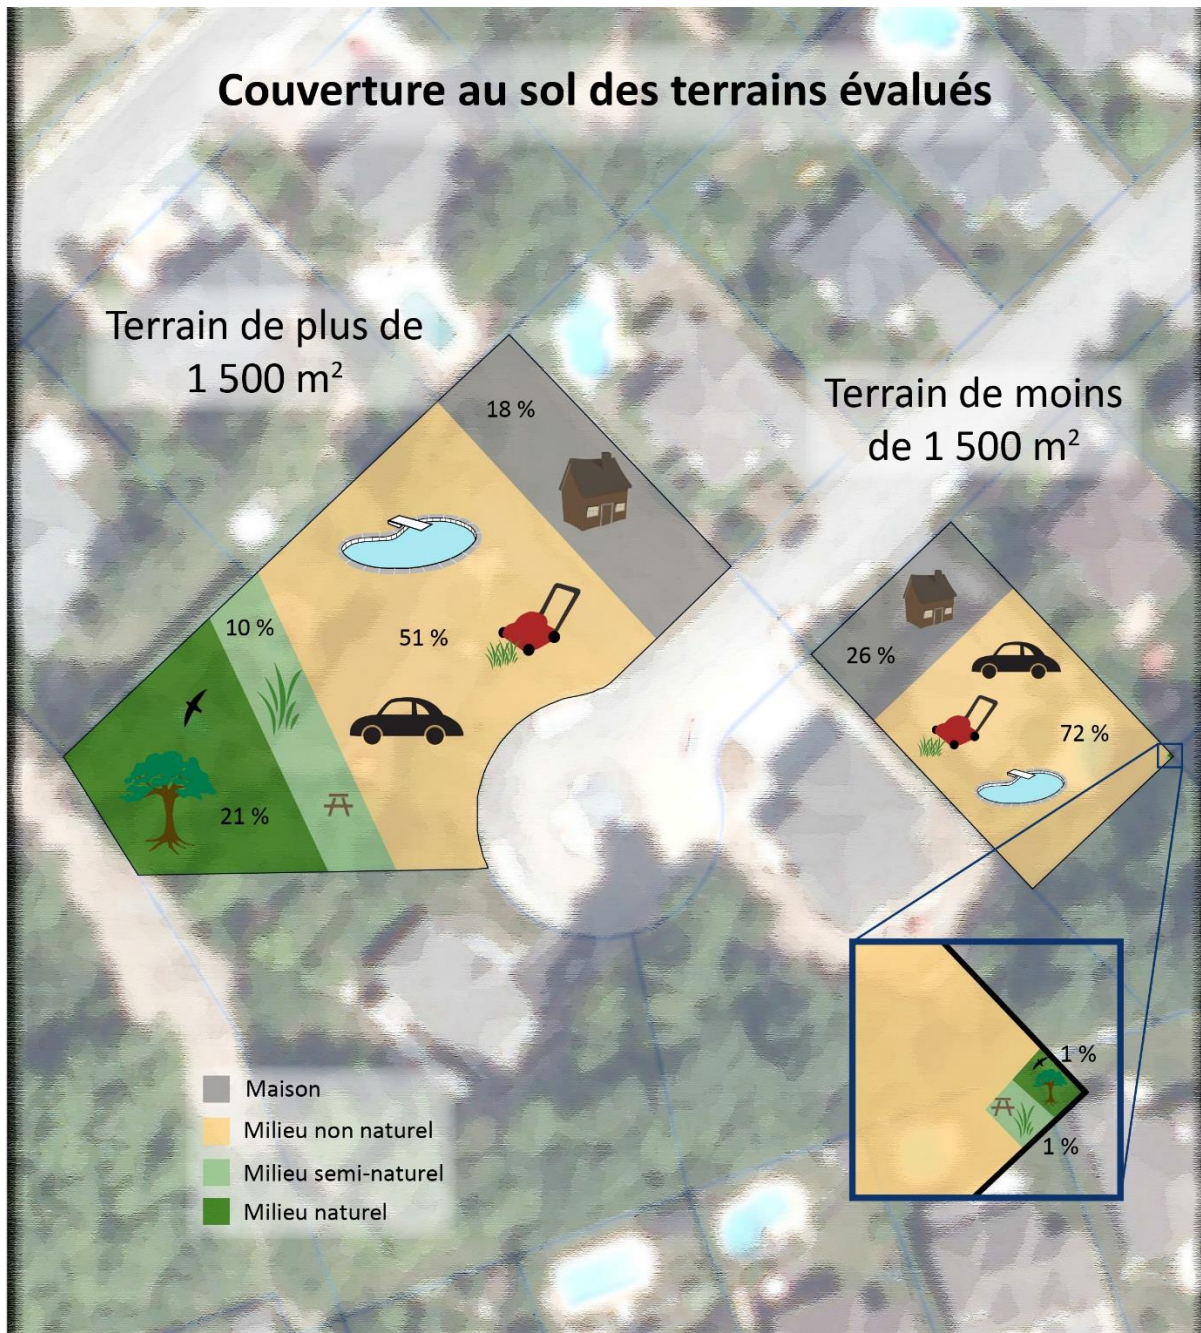 Couverture au sol des terrains évalués
Terrain de plus de
1 500 m²
18 %
10 %
51 %
21 %
Terrain de moins
de 1 500 m²
26 %
72 %
1 %
1 %
Maison
Milieu non naturel
Milieu semi-naturel
Milieu naturel